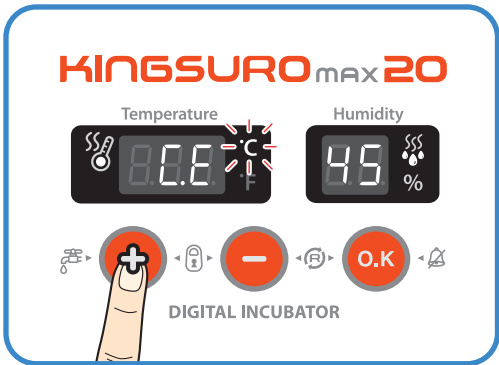 KINGSURO MAX 20
Temperature Humidity
C.E °C °F 45 %
+ - O.K
R
DIGITAL INCUBATOR